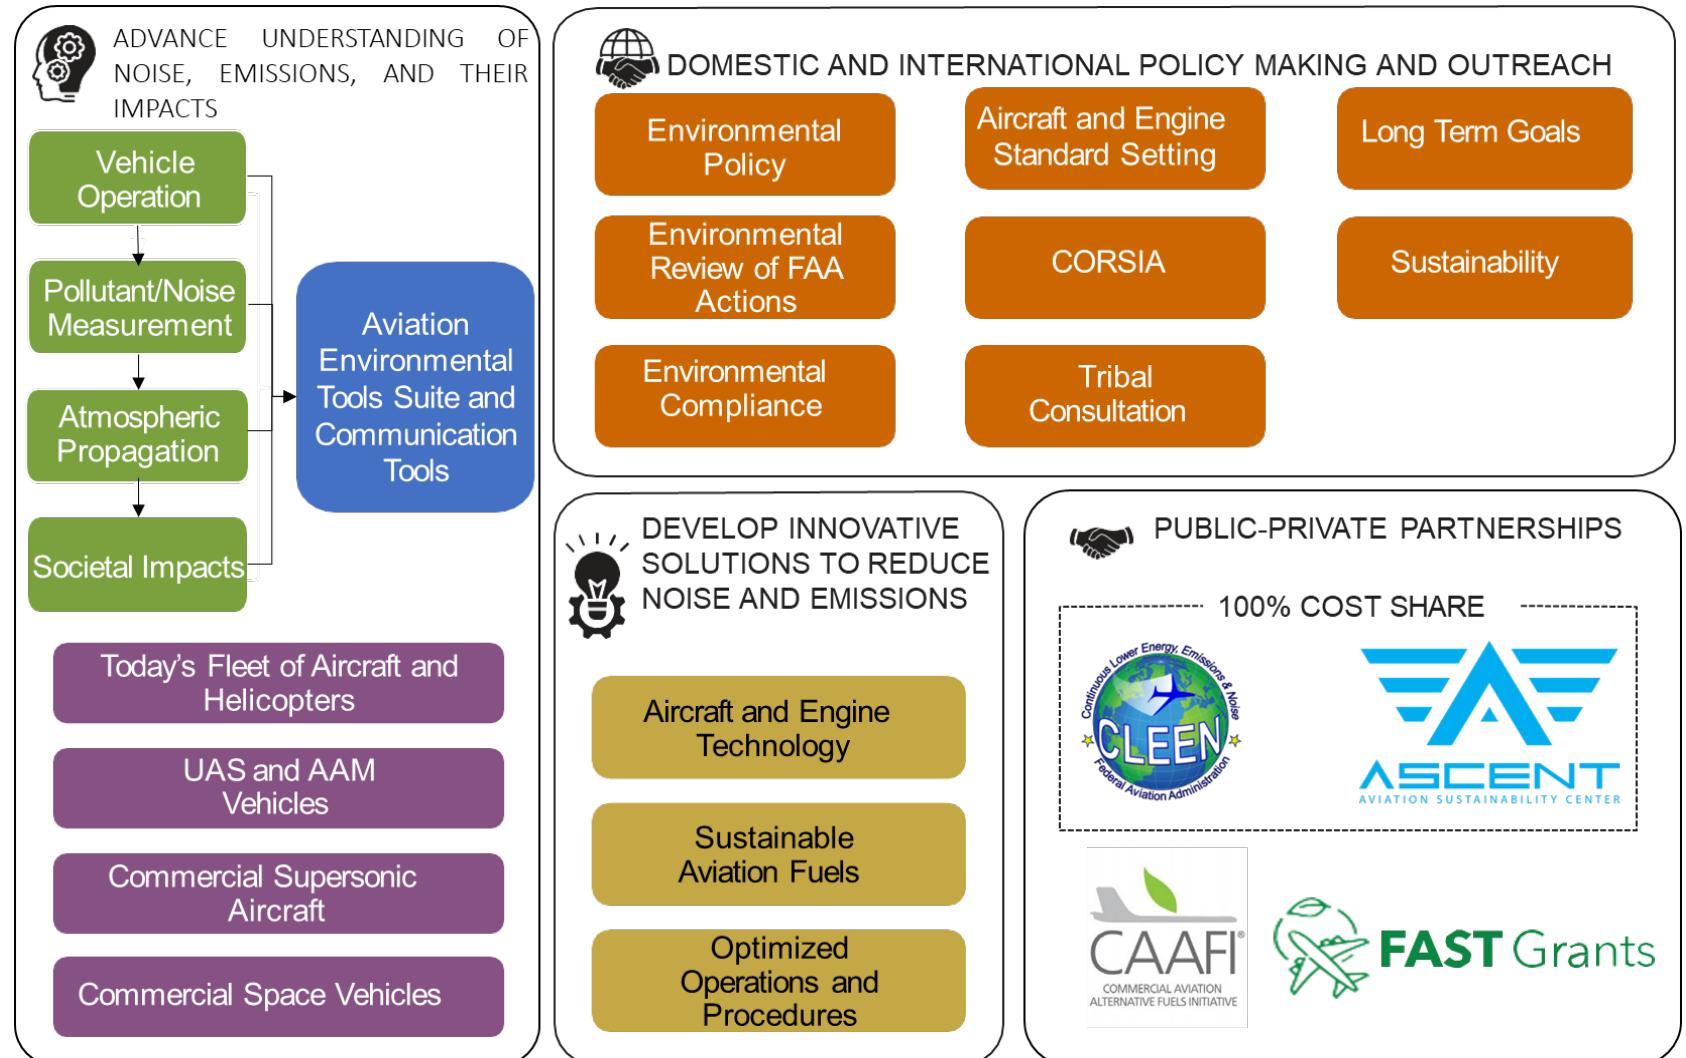 ADVANCE UNDERSTANDING OF
NOISE, EMISSIONS, AND THEIR
IMPACTS
Vehicle
Operation
Pollutant/Noise
Measurement
Atmospheric
Propagation
Societal Impacts
Aviation
Environmental
Tools Suite and
Communication
Tools
Today’s Fleet of Aircraft and
Helicopters
UAS and AAM
Vehicles
Commercial Supersonic
Aircraft
Commercial Space Vehicles
DOMESTIC AND INTERNATIONAL POLICY MAKING AND OUTREACH
Environmental
Policy
Aircraft and Engine
Standard Setting
Long Term Goals
Environmental
Review of FAA
Actions
CORSIA
Sustainability
Environmental
Compliance
Tribal
Consultation
DEVELOP INNOVATIVE
SOLUTIONS TO REDUCE
NOISE AND EMISSIONS
Aircraft and Engine
Technology
Sustainable
Aviation Fuels
Optimized
Operations and
Procedures
PUBLIC-PRIVATE PARTNERSHIPS
100% COST SHARE
Continuous Lower Energy, Emissions & Noise
CLEEN
Federal Aviation Administration
ASCENT
AVIATION SUSTAINABILITY CENTER
CAAFI®
COMMERCIAL AVIATION
ALTERNATIVE FUELS INITIATIVE
FAST Grants